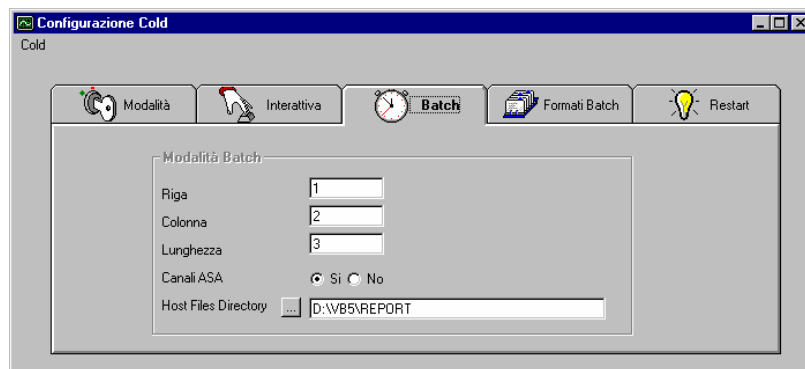 Configurazione Cold
Cold
Modalità Interattiva Batch Formati Batch Restart
Modalità Batch
Riga 1
Colonna 2
Lunghezza 3
Canali ASA Si No
Host Files Directory ... D:\VB5\REPORT